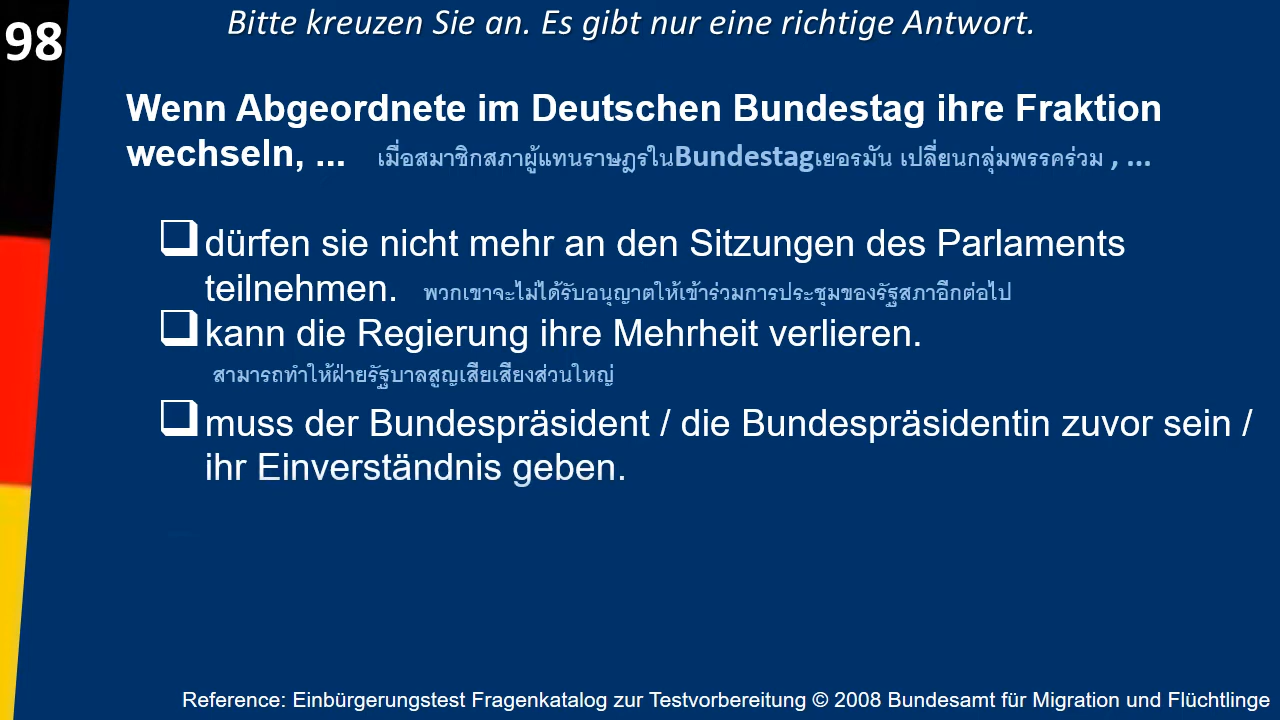 98
Bitte kreuzen Sie an. Es gibt nur eine richtige Antwort.
Wenn Abgeordnete im Deutschen Bundestag ihre Fraktion
wechseln, ... เมื่อสมาชิกสภาผู้แทนราษฎรในBundestagเยอรมัน เปลี่ยนกลุ่มพรรคร่วม , ...
❑ dürfen sie nicht mehr an den Sitzungen des Parlaments
teilnehmen. พวกเขาจะไม่ได้รับอนุญาตให้เข้าร่วมการประชุมของรัฐสภาอีกต่อไป
❑ kann die Regierung ihre Mehrheit verlieren.
สามารถทำให้ฝ่ายรัฐบาลสูญเสียเสียงส่วนใหญ่
❑ muss der Bundespräsident / die Bundespräsidentin zuvor sein /
ihr Einverständnis geben.
Reference: Einbürgerungstest Fragenkatalog zur Testvorbereitung © 2008 Bundesamt für Migration und Flüchtlinge